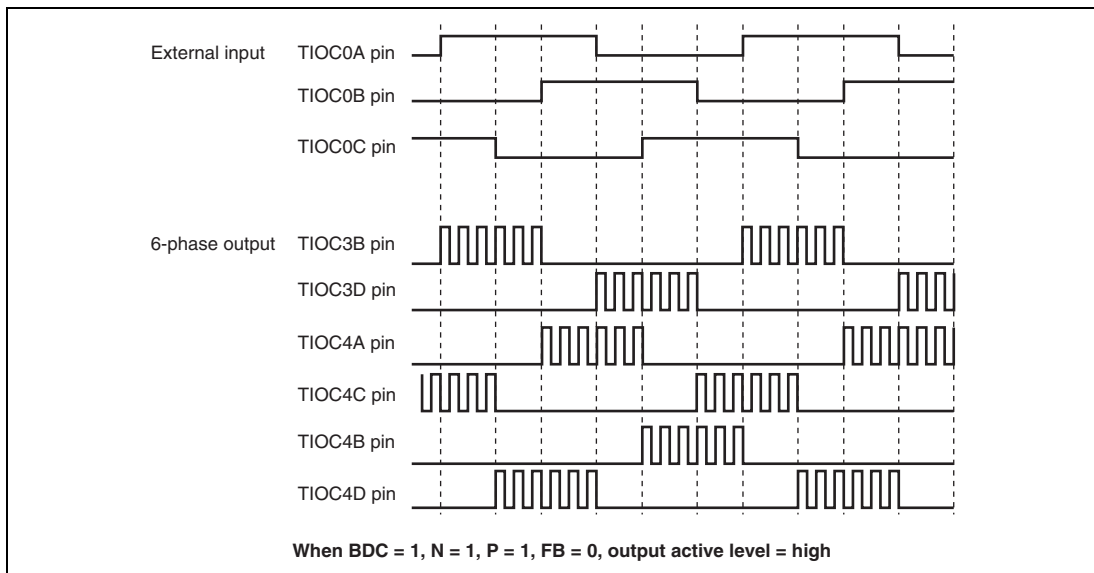 External input TIOC0A pin
TIOC0B pin
TIOC0C pin
6-phase output TIOC3B pin
TIOC3D pin
TIOC4A pin
TIOC4C pin
TIOC4B pin
TIOC4D pin
When BDC = 1, N = 1, P = 1, FB = 0, output active level = high